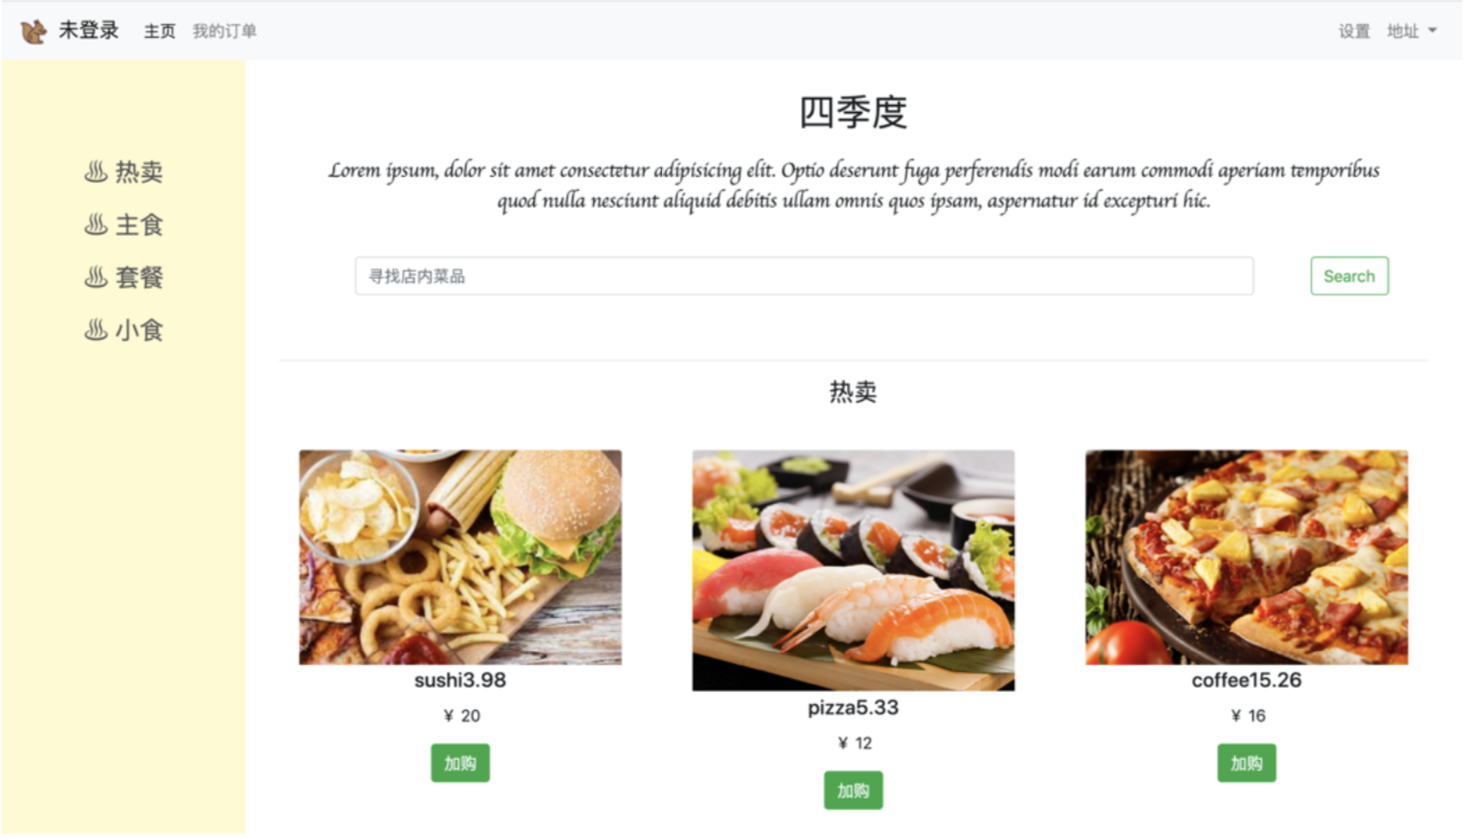 未登录 主页 我的订单 设置 地址
热卖
主食
套餐
小食
四季度
Lorem ipsum, dolor sit amet consectetur adipisicing elit. Optio deserunt fuga perferendis modi earum commodi aperiam temporibus
quod nulla nesciunt aliquid debitis ullam omnis quos ipsam, aspernatur id excepturi hic.
寻找店内菜品 Search
热卖
sushi3.98
¥ 20
加购
pizza5.33
¥ 12
加购
coffee15.26
¥ 16
加购